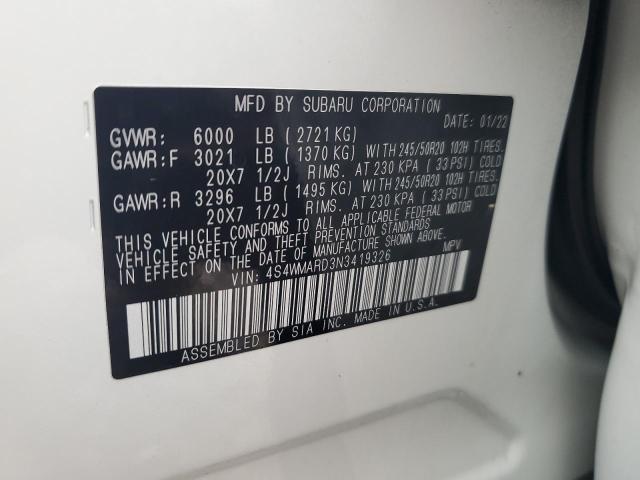 MFD BY SUBARU CORPORATION
DATE: 01/22
GVWR: 6000 LB (2721 KG)
GAWR:F 3021 LB (1370 KG) WITH 245/50R20 102H TIRES.
20X7 1/2J RIMS. AT 230 KPA (33 PSI) COLD
GAWR:R 3296 LB (1495 KG) WITH 245/50R20 102H TIRES.
20X7 1/2J RIMS. AT 230 KPA (33 PSI) COLD
THIS VEHICLE CONFORMS TO ALL APPLICABLE FEDERAL MOTOR
VEHICLE SAFETY, AND THEFT PREVENTION STANDARDS IN
EFFECT ON THE DATE OF MANUFACTURE SHOWN ABOVE.
VIN: 4S4WMARD3N3419326 MPV
ASSEMBLED BY SIA INC. MADE IN U.S.A.